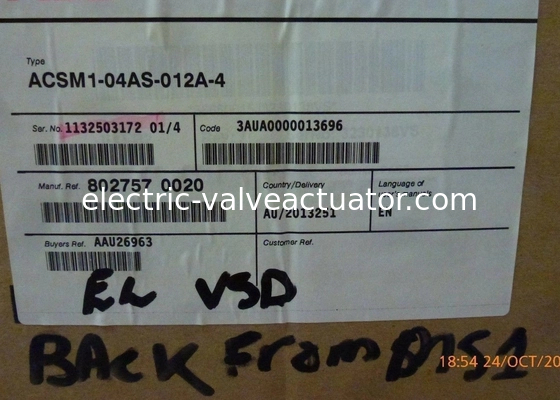 Type
ACSM1-04AS-012A-4
Ser. No. 1132503172 01/4
Code 3AUA0000013696
Manuf. Ref. 802757 0020
Country/Delivery
AU/2013251
Language of
EN
electric-valveactuator.com
Buyers Ref. AAU26963
Customer Ref.
EL VSD
BACK From
18:54 24/OCT/20